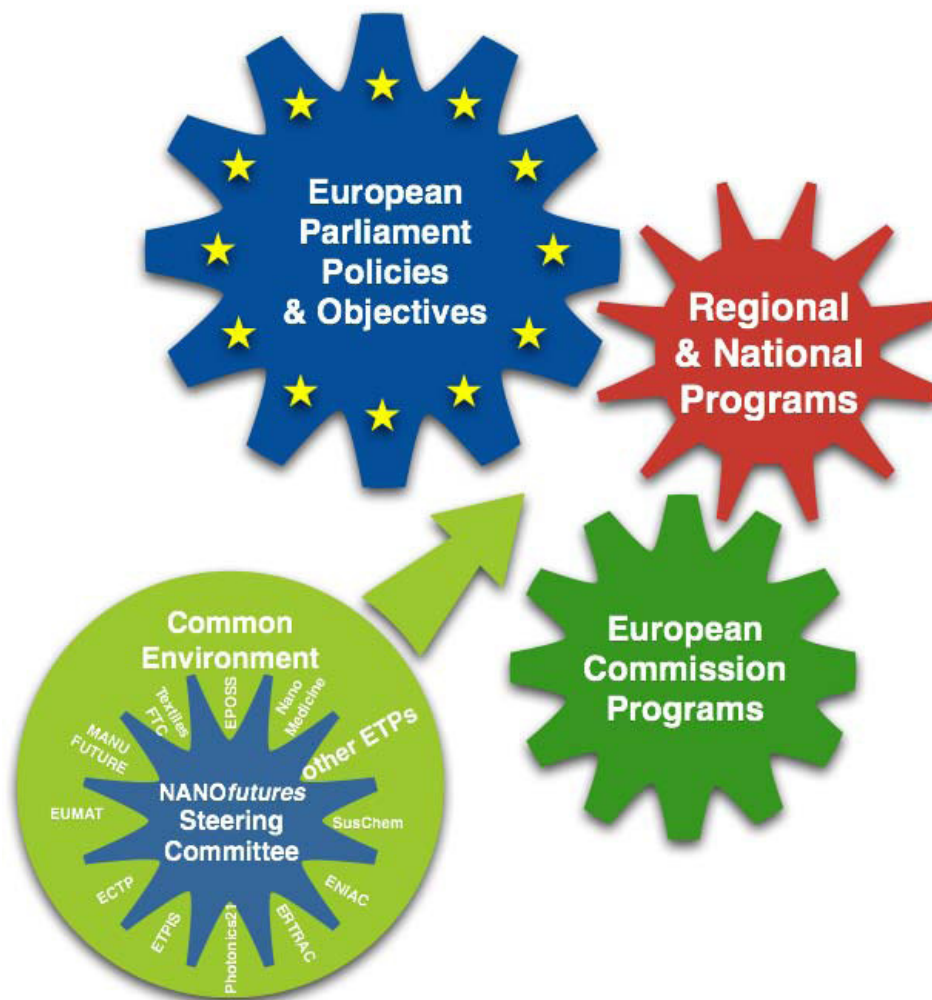 European
Parliament
Policies
& Objectives
Regional
& National
Programs
European
Commission
Programs
Common
Environment
MANU
FUTURE
Textiles
FTC
EPOSS
Nano
Medicine
other ETPs
EUMAT
NANOfutures
Steering
Committee
SusChem
ECTP
ETPIS
Photonics21
ERTRAC
ENIAC